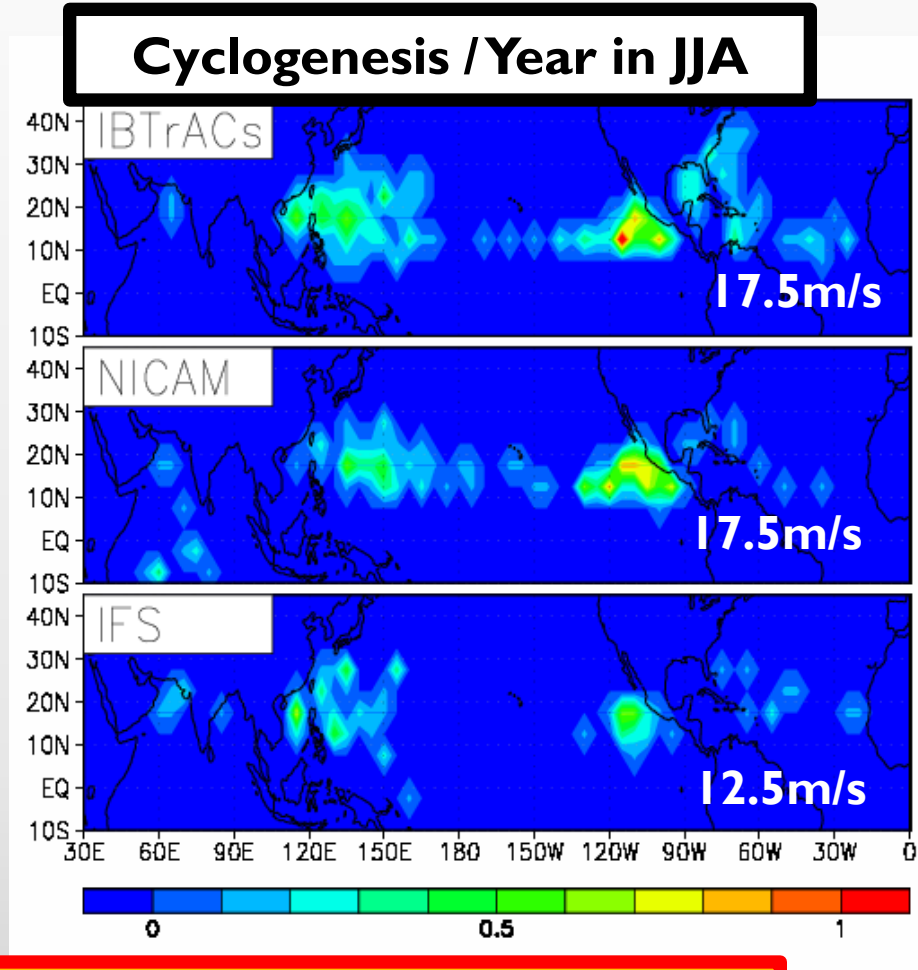 Cyclogenesis / Year in JJA
IBTrACs
40N
30N
20N
10N
EQ
10S
17.5m/s
NICAM
40N
30N
20N
10N
EQ
10S
17.5m/s
IFS
40N
30N
20N
10N
EQ
10S
12.5m/s
30E 60E 90E 120E 150E 180 150W 120W 90W 60W 30W 0
0 0.5 1